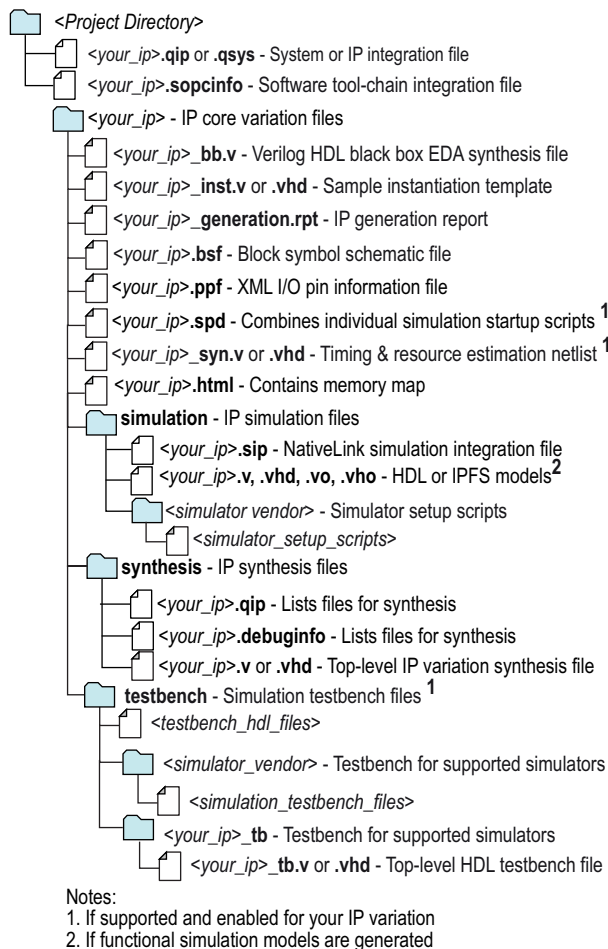 <Project Directory>
<your_ip>.qip or .qsys - System or IP integration file
<your_ip>.sopcinfo - Software tool-chain integration file
<your_ip> - IP core variation files
<your_ip>_bb.v - Verilog HDL black box EDA synthesis file
<your_ip>_inst.v or .vhd - Sample instantiation template
<your_ip>_generation.rpt - IP generation report
<your_ip>.bsf - Block symbol schematic file
<your_ip>.ppf - XML I/O pin information file
<your_ip>.spd - Combines individual simulation startup scripts 1
<your_ip>_syn.v or .vhd - Timing & resource estimation netlist 1
<your_ip>.html - Contains memory map
simulation - IP simulation files
<your_ip>.sip - NativeLink simulation integration file
<your_ip>.v, .vhd, .vo, .vho - HDL or IPFS models 2
<simulator vendor> - Simulator setup scripts
<simulator_setup_scripts>
synthesis - IP synthesis files
<your_ip>.qip - Lists files for synthesis
<your_ip>.debuginfo - Lists files for synthesis
<your_ip>.v or .vhd - Top-level IP variation synthesis file
testbench - Simulation testbench files 1
<testbench_hdl_files>
<simulator_vendor> - Testbench for supported simulators
<simulation_testbench_files>
<your_ip>_tb - Testbench for supported simulators
<your_ip>_tb.v or .vhd - Top-level HDL testbench file
Notes:
1. If supported and enabled for your IP variation
2. If functional simulation models are generated